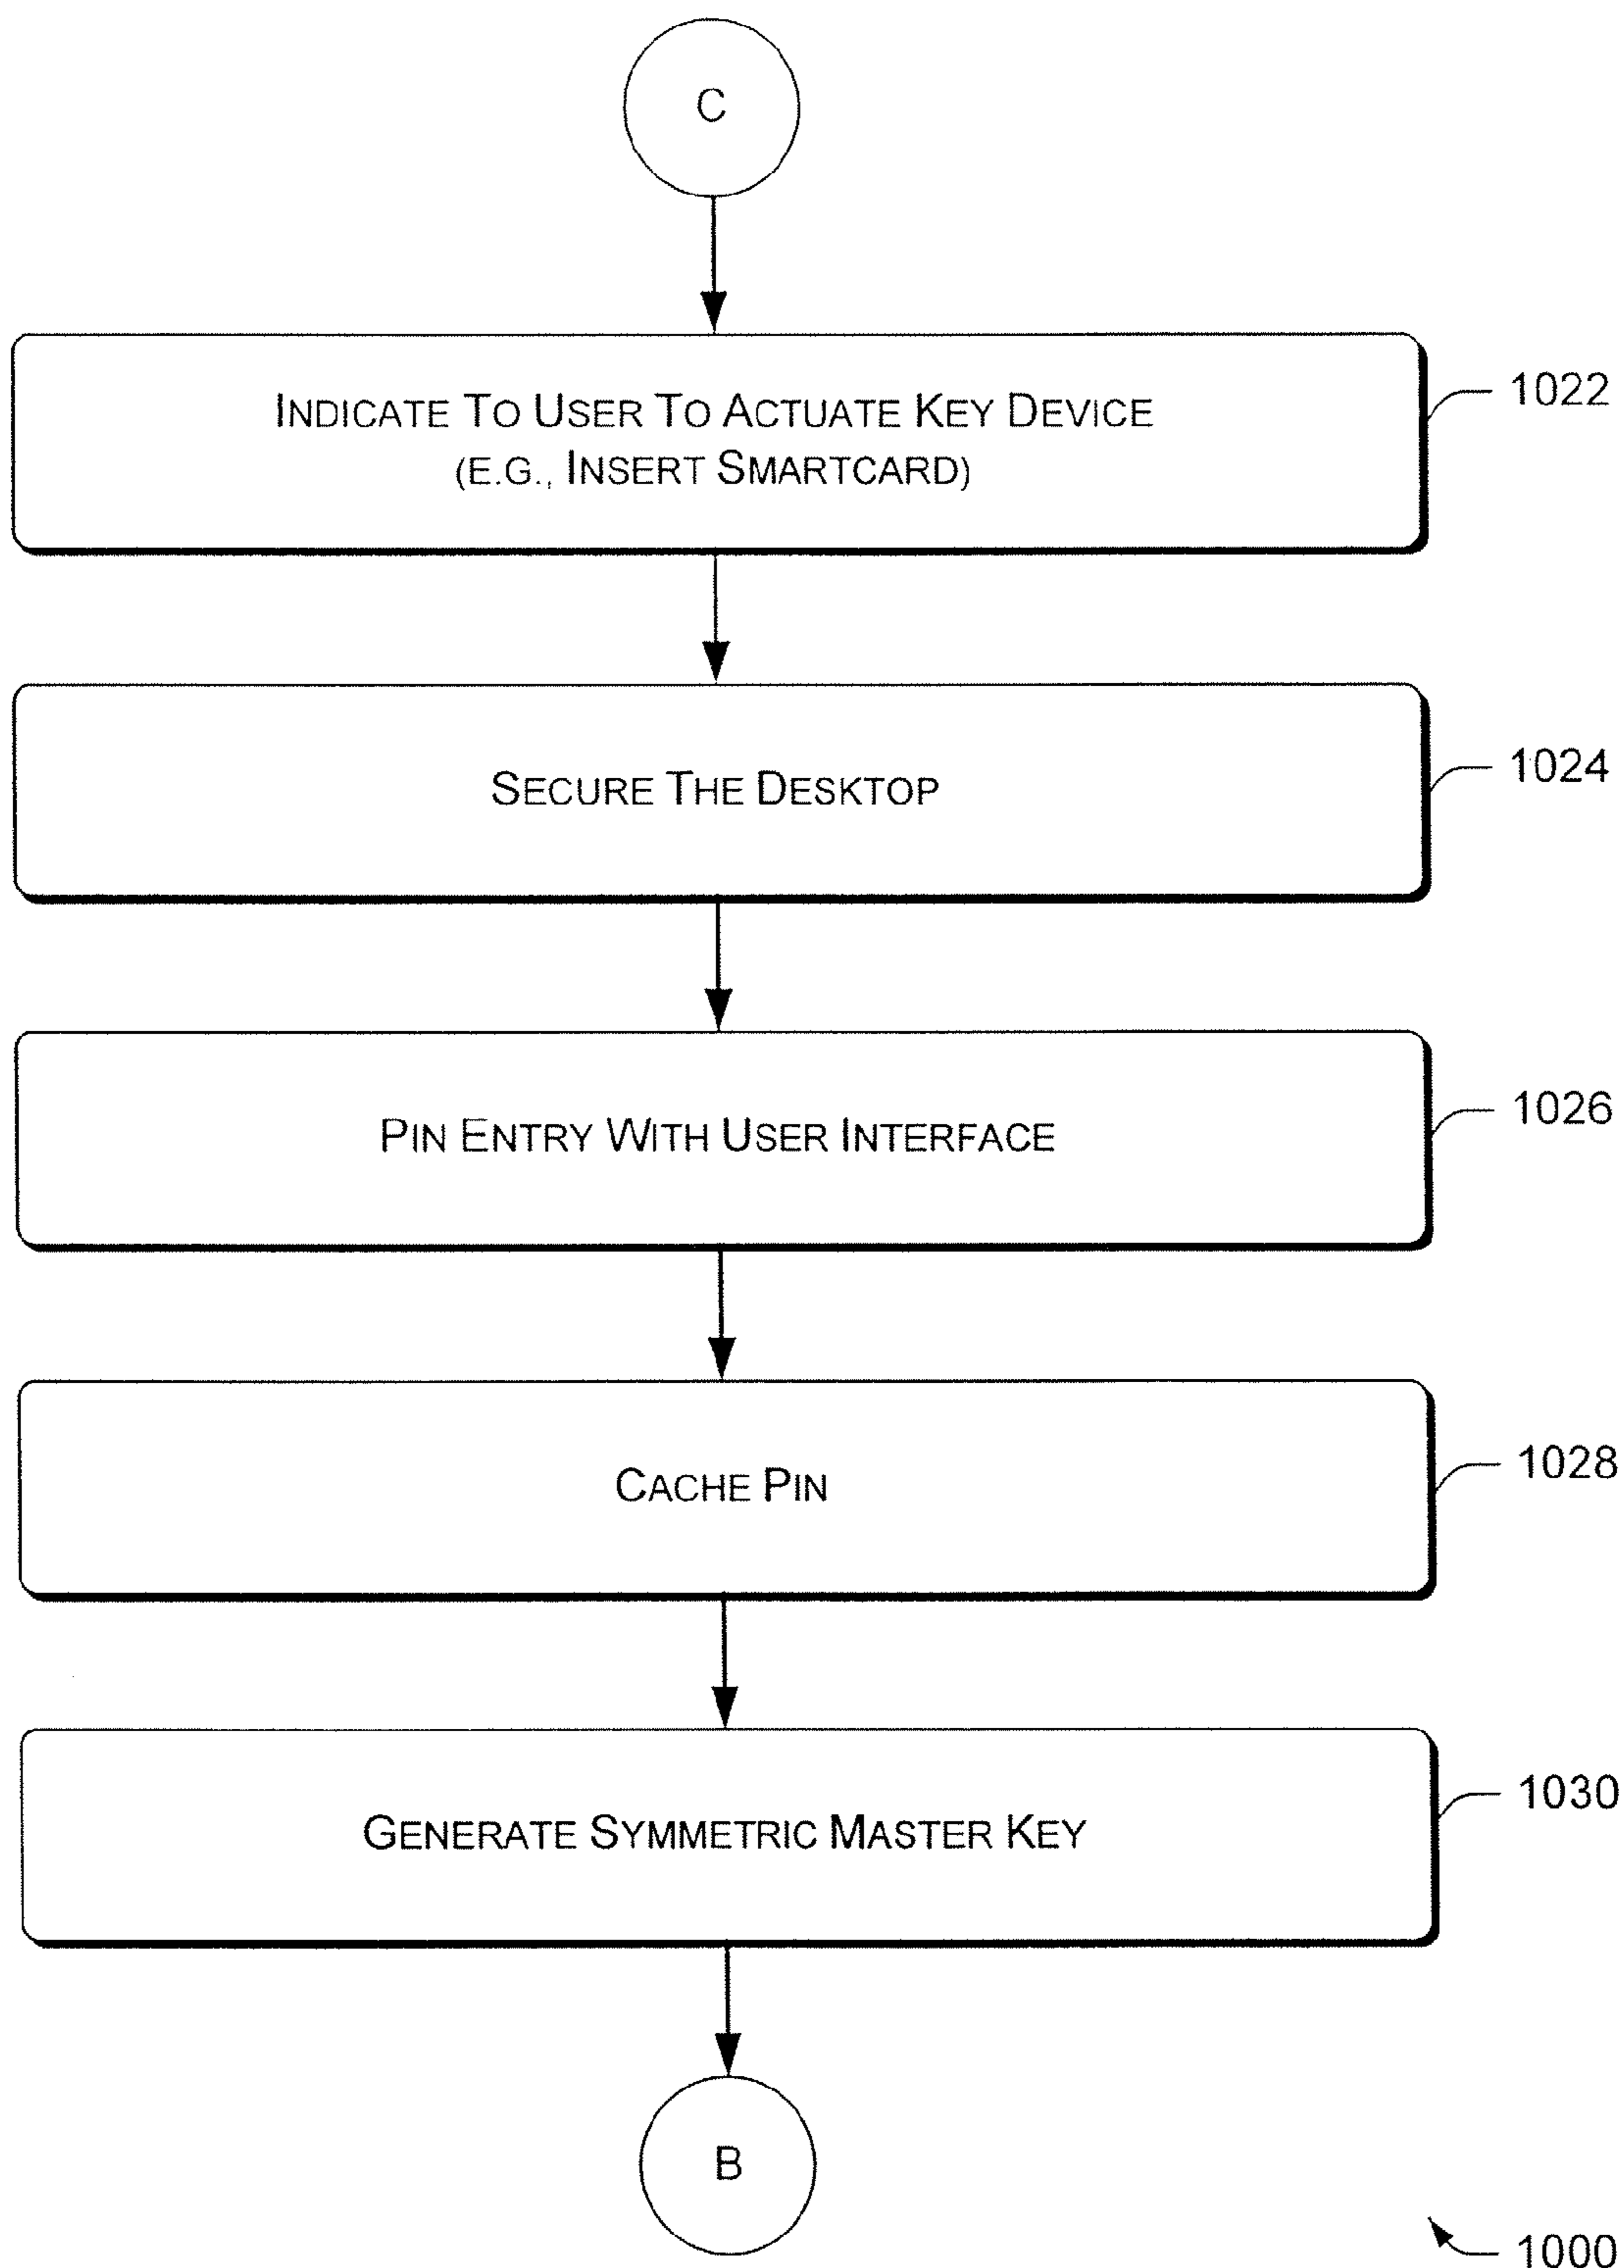 C
INDICATE TO USER TO ACTUATE KEY DEVICE
(E.G., INSERT SMARTCARD)
1022
SECURE THE DESKTOP
1024
PIN ENTRY WITH USER INTERFACE
1026
CACHE PIN
1028
GENERATE SYMMETRIC MASTER KEY
1030
B
1000